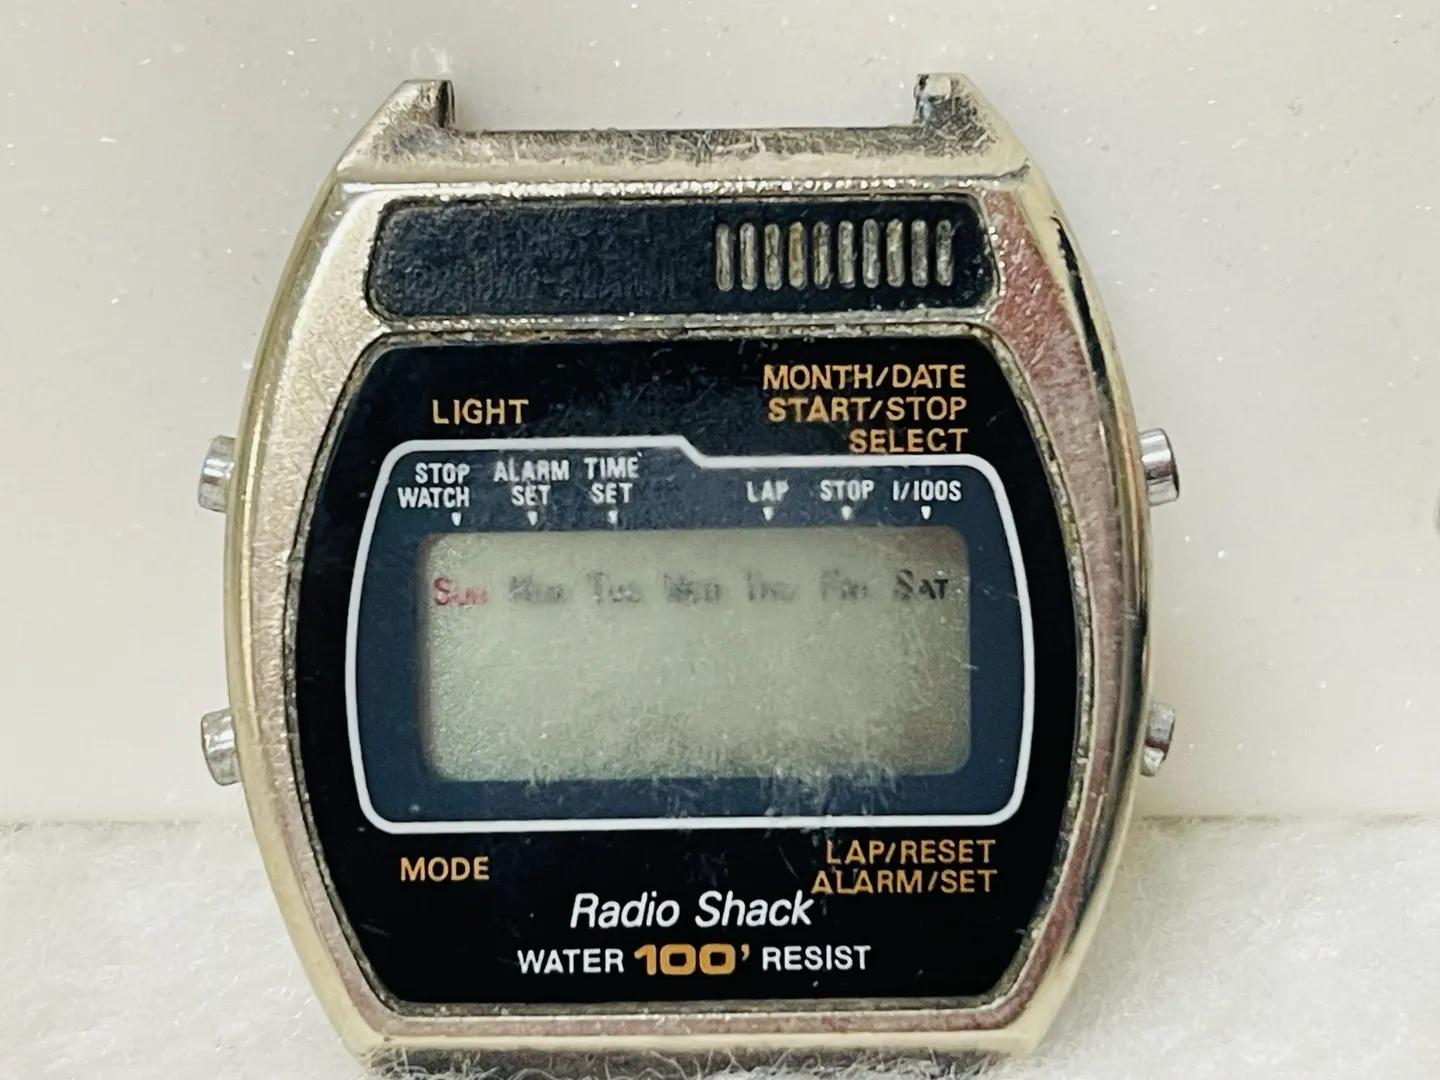 LIGHT
MONTH/DATE
START/STOP
SELECT
STOP WATCH
ALARM SET
TIME SET
LAP
STOP
1/100S
Sun Mon Tue Wed Thu Fri SAT
MODE
LAP/RESET
ALARM/SET
Radio Shack
WATER 100' RESIST